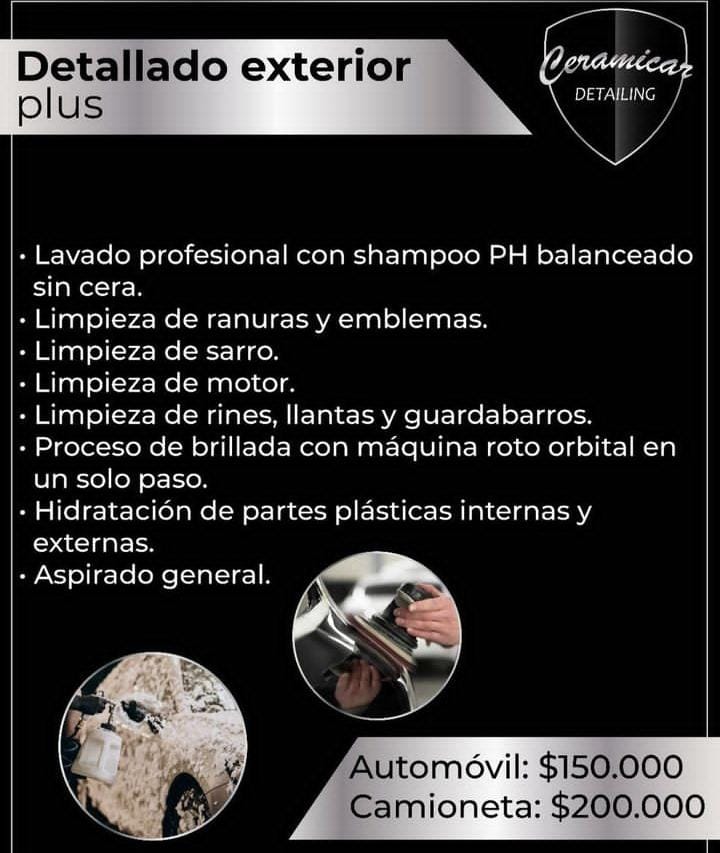 Detallado exterior
plus
Ceramicar
DETAILING
• Lavado profesional con shampoo PH balanceado
sin cera.
• Limpieza de ranuras y emblemas.
• Limpieza de sarro.
• Limpieza de motor.
• Limpieza de rines, llantas y guardabarros.
• Proceso de brillada con máquina roto orbital en
un solo paso.
• Hidratación de partes plásticas internas y
externas.
• Aspirado general.
Automóvil: $150.000
Camioneta: $200.000